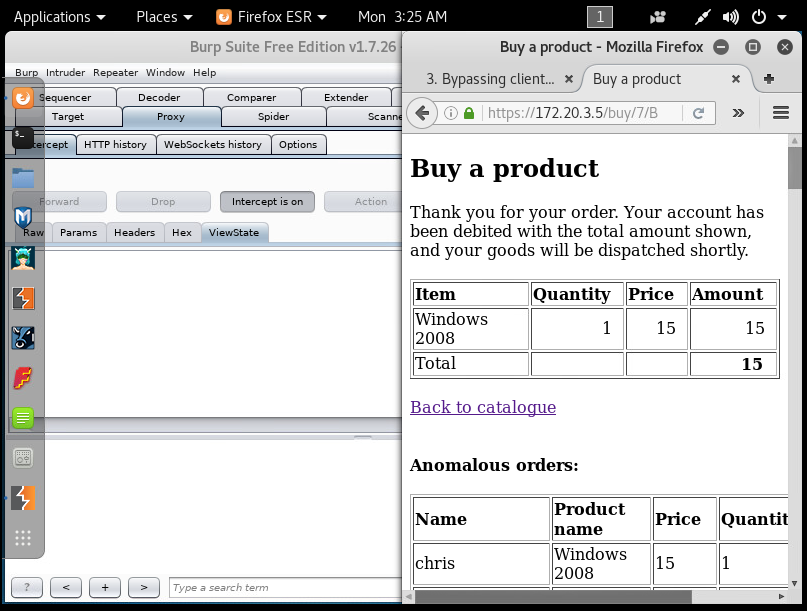 Applications Places Firefox ESR Mon 3:25 AM 1
Burp Suite Free Edition v1.7.26 -
Burp Intruder Repeater Window Help
Sequencer Decoder Comparer Extender
Target Proxy Spider Scanne
tercept HTTP history WebSockets history Options
Forward Drop Intercept is on Action
Raw Params Headers Hex ViewState
? < + > Type a search term
Buy a product - Mozilla Firefox
3. Bypassing client... Buy a product
https://172.20.3.5/buy/7/B
Buy a product
Thank you for your order. Your account has
been debited with the total amount shown,
and your goods will be dispatched shortly.
Item Quantity Price Amount
Windows
2008 1 15 15
Total 15
Back to catalogue
Anomalous orders:
Name Product
name Price Quantit
chris Windows
2008 15 1